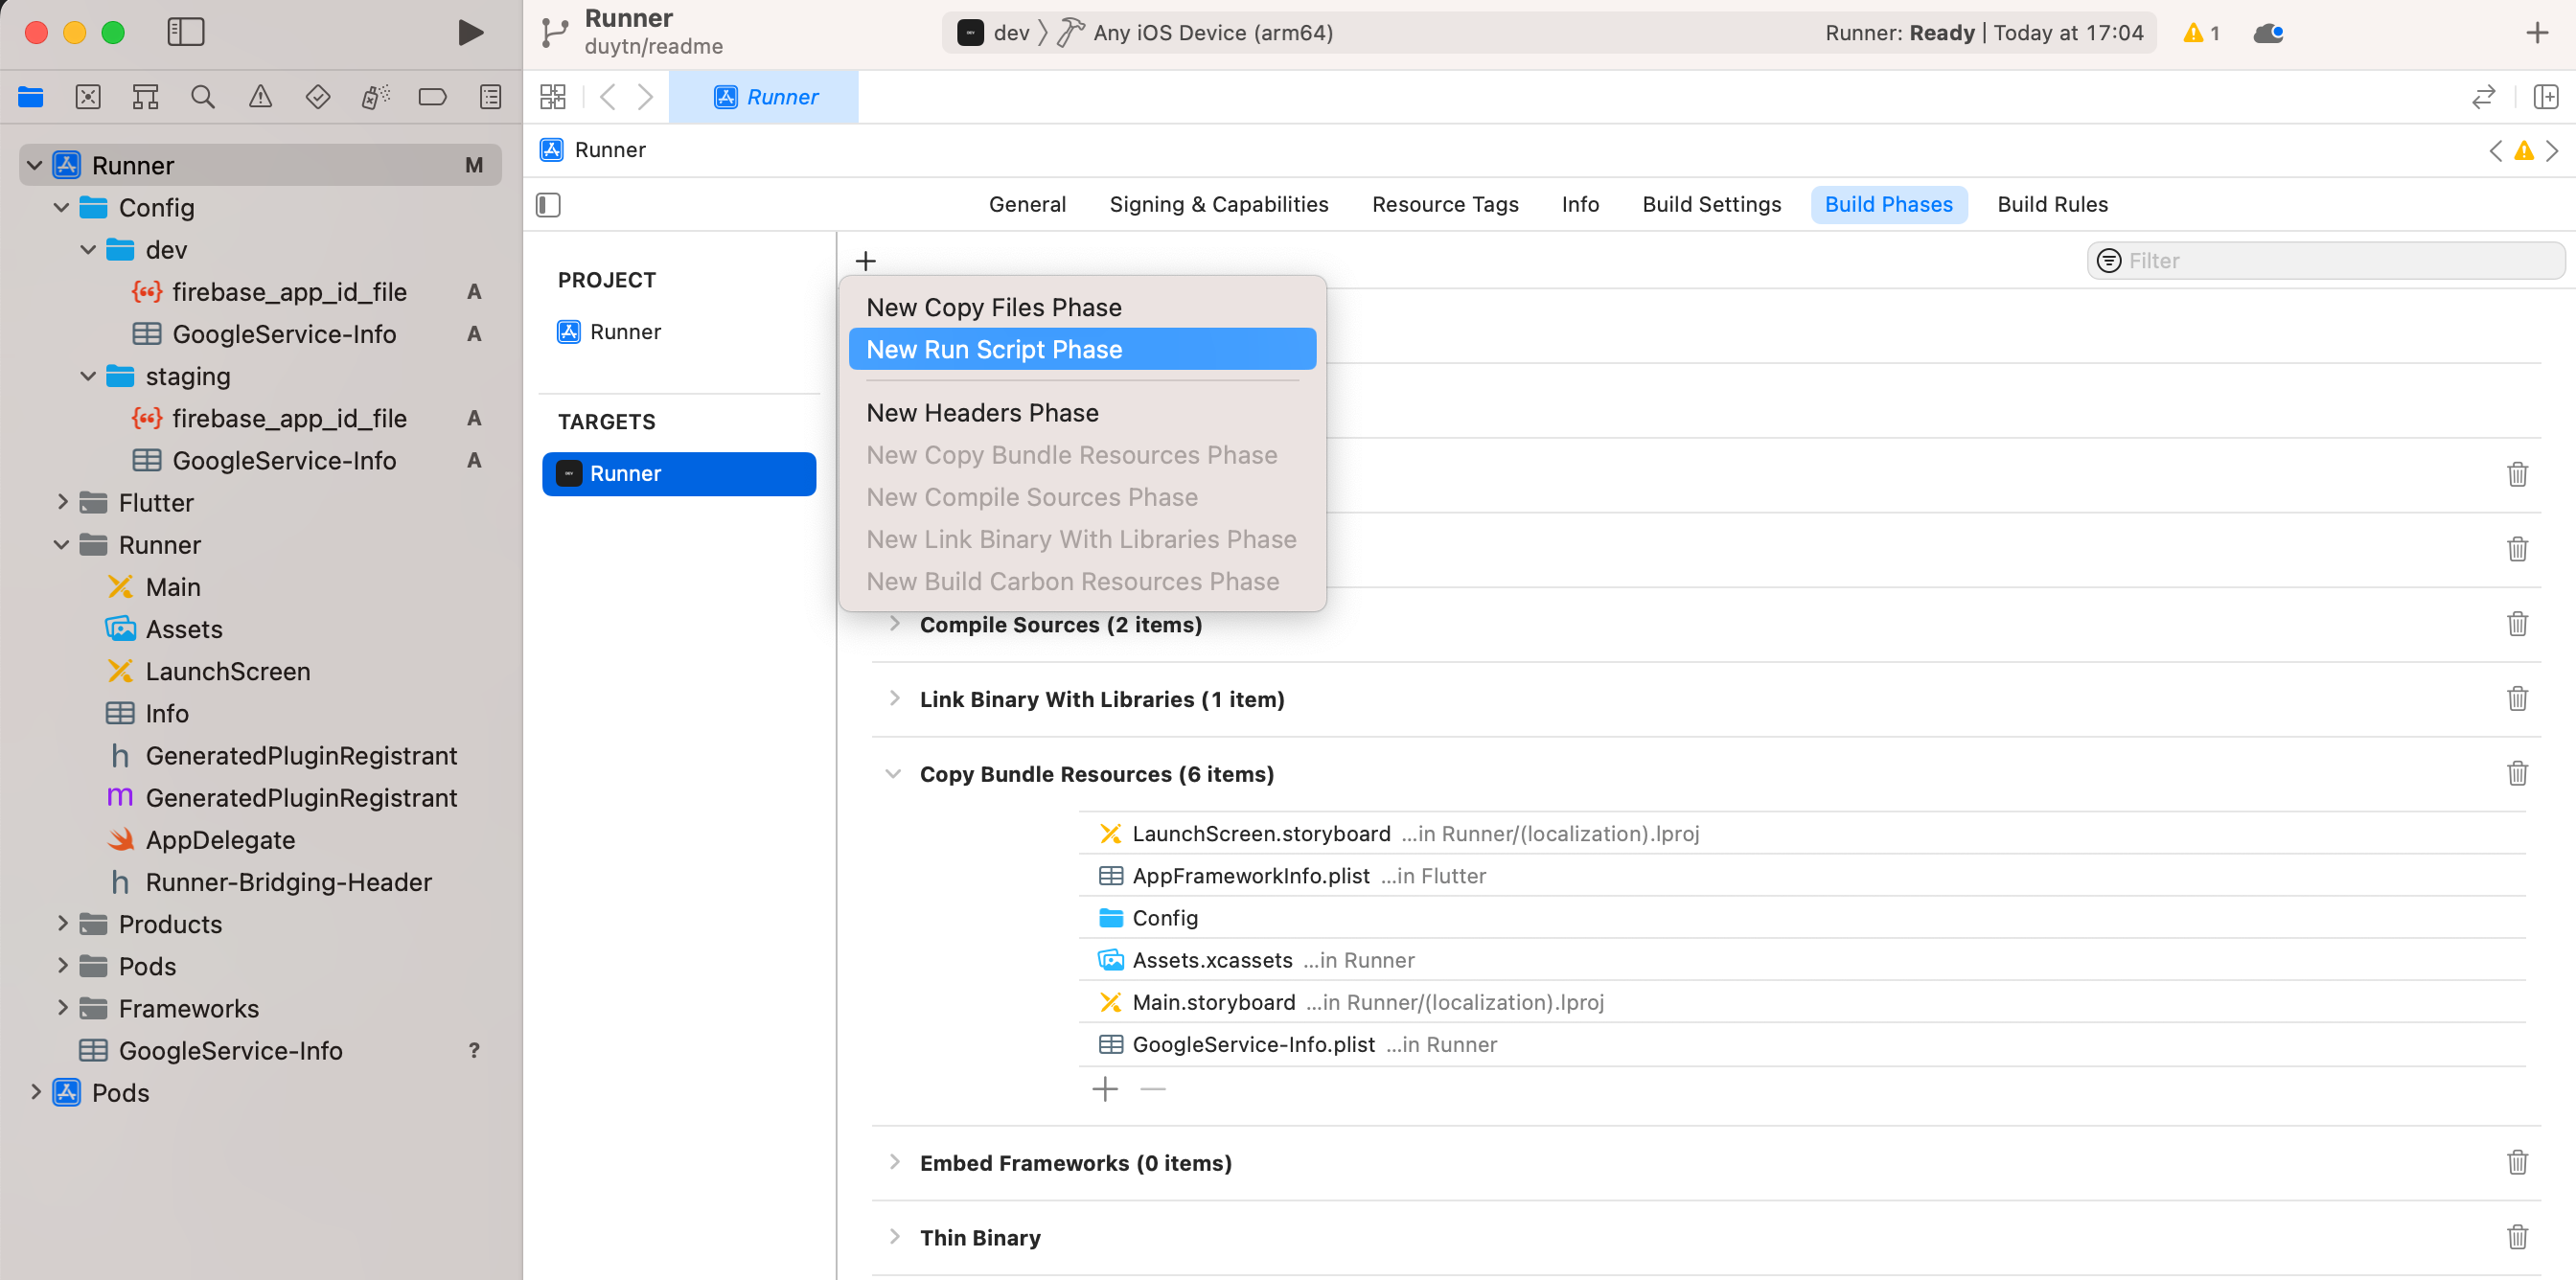 Runner
duytn/readme
dev
Any iOS Device (arm64)
Runner: Ready | Today at 17:04
1
Runner
Runner
General
Signing & Capabilities
Resource Tags
Info
Build Settings
Build Phases
Build Rules
Filter
Runner M
Config
dev
firebase_app_id_file A
GoogleService-Info A
staging
firebase_app_id_file A
GoogleService-Info A
Flutter
Runner
Main
Assets
LaunchScreen
Info
h GeneratedPluginRegistrant
m GeneratedPluginRegistrant
AppDelegate
h Runner-Bridging-Header
Products
Pods
Frameworks
GoogleService-Info ?
Pods
PROJECT
Runner
TARGETS
Runner
New Copy Files Phase
New Run Script Phase
New Headers Phase
New Copy Bundle Resources Phase
New Compile Sources Phase
New Link Binary With Libraries Phase
New Build Carbon Resources Phase
Compile Sources (2 items)
Link Binary With Libraries (1 item)
Copy Bundle Resources (6 items)
LaunchScreen.storyboard ...in Runner/(localization).lproj
AppFrameworkInfo.plist ...in Flutter
Config
Assets.xcassets ...in Runner
Main.storyboard ...in Runner/(localization).lproj
GoogleService-Info.plist ...in Runner
Embed Frameworks (0 items)
Thin Binary